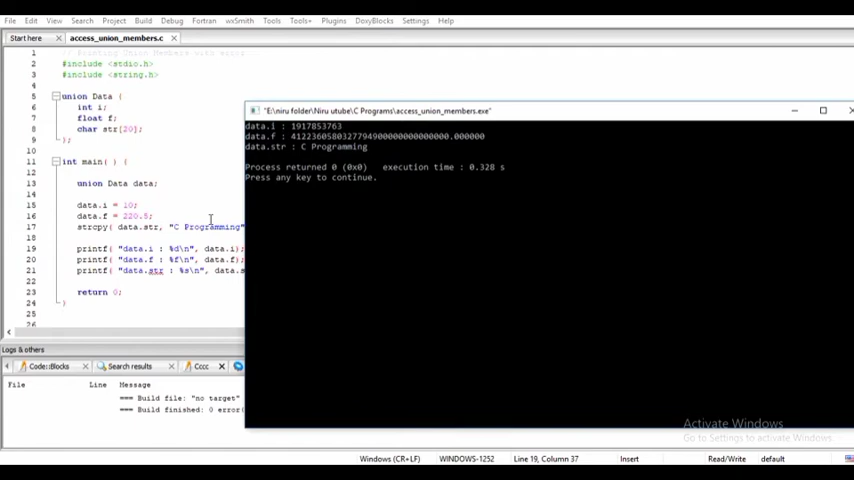 File Edit View Search Project Build Debug Fortran wxSmith Tools Tools+ Plugins DoxyBlocks Settings Help
Start here access_union_members.c
1 // Printing Union Members with error
2 #include <stdio.h>
3 #include <string.h>
4
5 union Data {
6 int i;
7 float f;
8 char str[20];
9 };
10
11 int main( ) {
12
13 union Data data;
14
15 data.i = 10;
16 data.f = 220.5;
17 strcpy( data.str, "C Programming"
18
19 printf( "data.i : %d\n", data.i);
20 printf( "data.f : %f\n", data.f);
21 printf( "data.str : %s\n", data.s
22
23 return 0;
24 }
25
26
"E:\niru folder\Niru utube\C Programs\access_union_members.exe"
data.i : 1917853763
data.f : 4122360580327794900000000000000.000000
data.str : C Programming
Process returned 0 (0x0) execution time : 0.328 s
Press any key to continue.
Logs & others
Code::Blocks Search results Cccc
File Line Message
=== Build file: "no target"
=== Build finished: 0 error(
Activate Windows
Go to Settings to activate Windows.
Windows (CR+LF) WINDOWS-1252 Line 19, Column 37 Insert Read/Write default